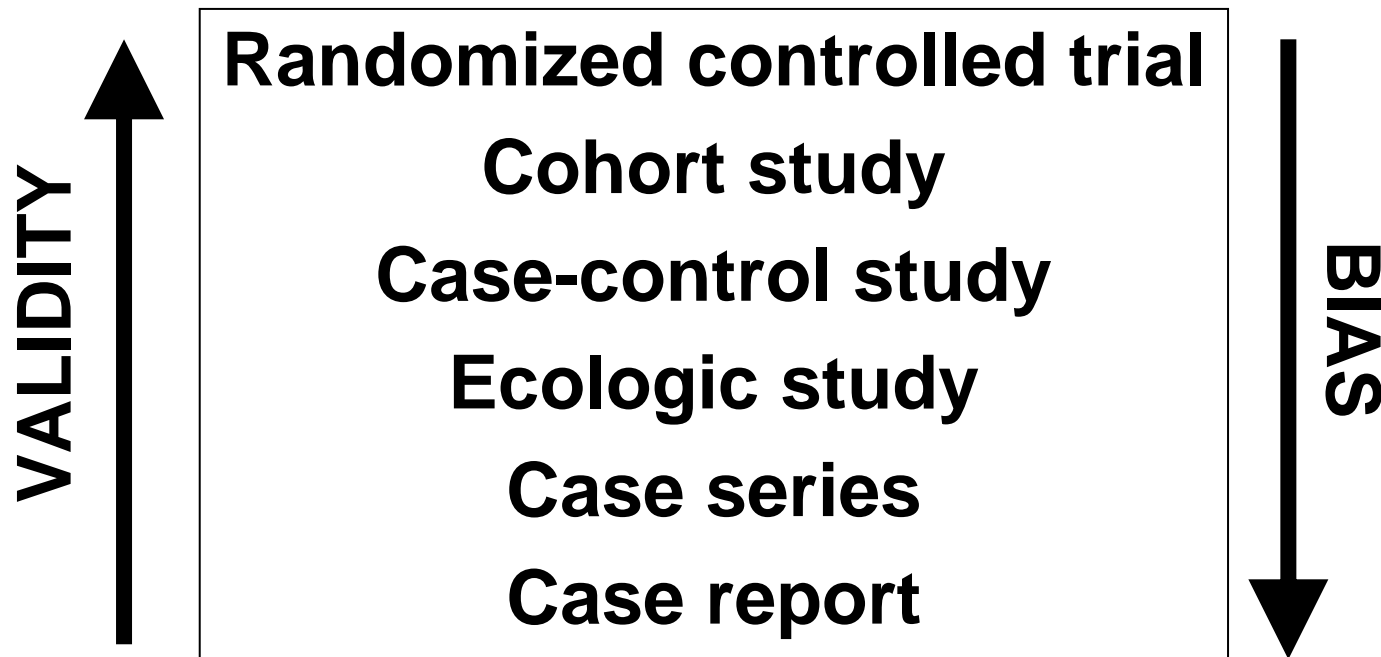 VALIDITY
Randomized controlled trial
Cohort study
Case-control study
Ecologic study
Case series
Case report
BIAS